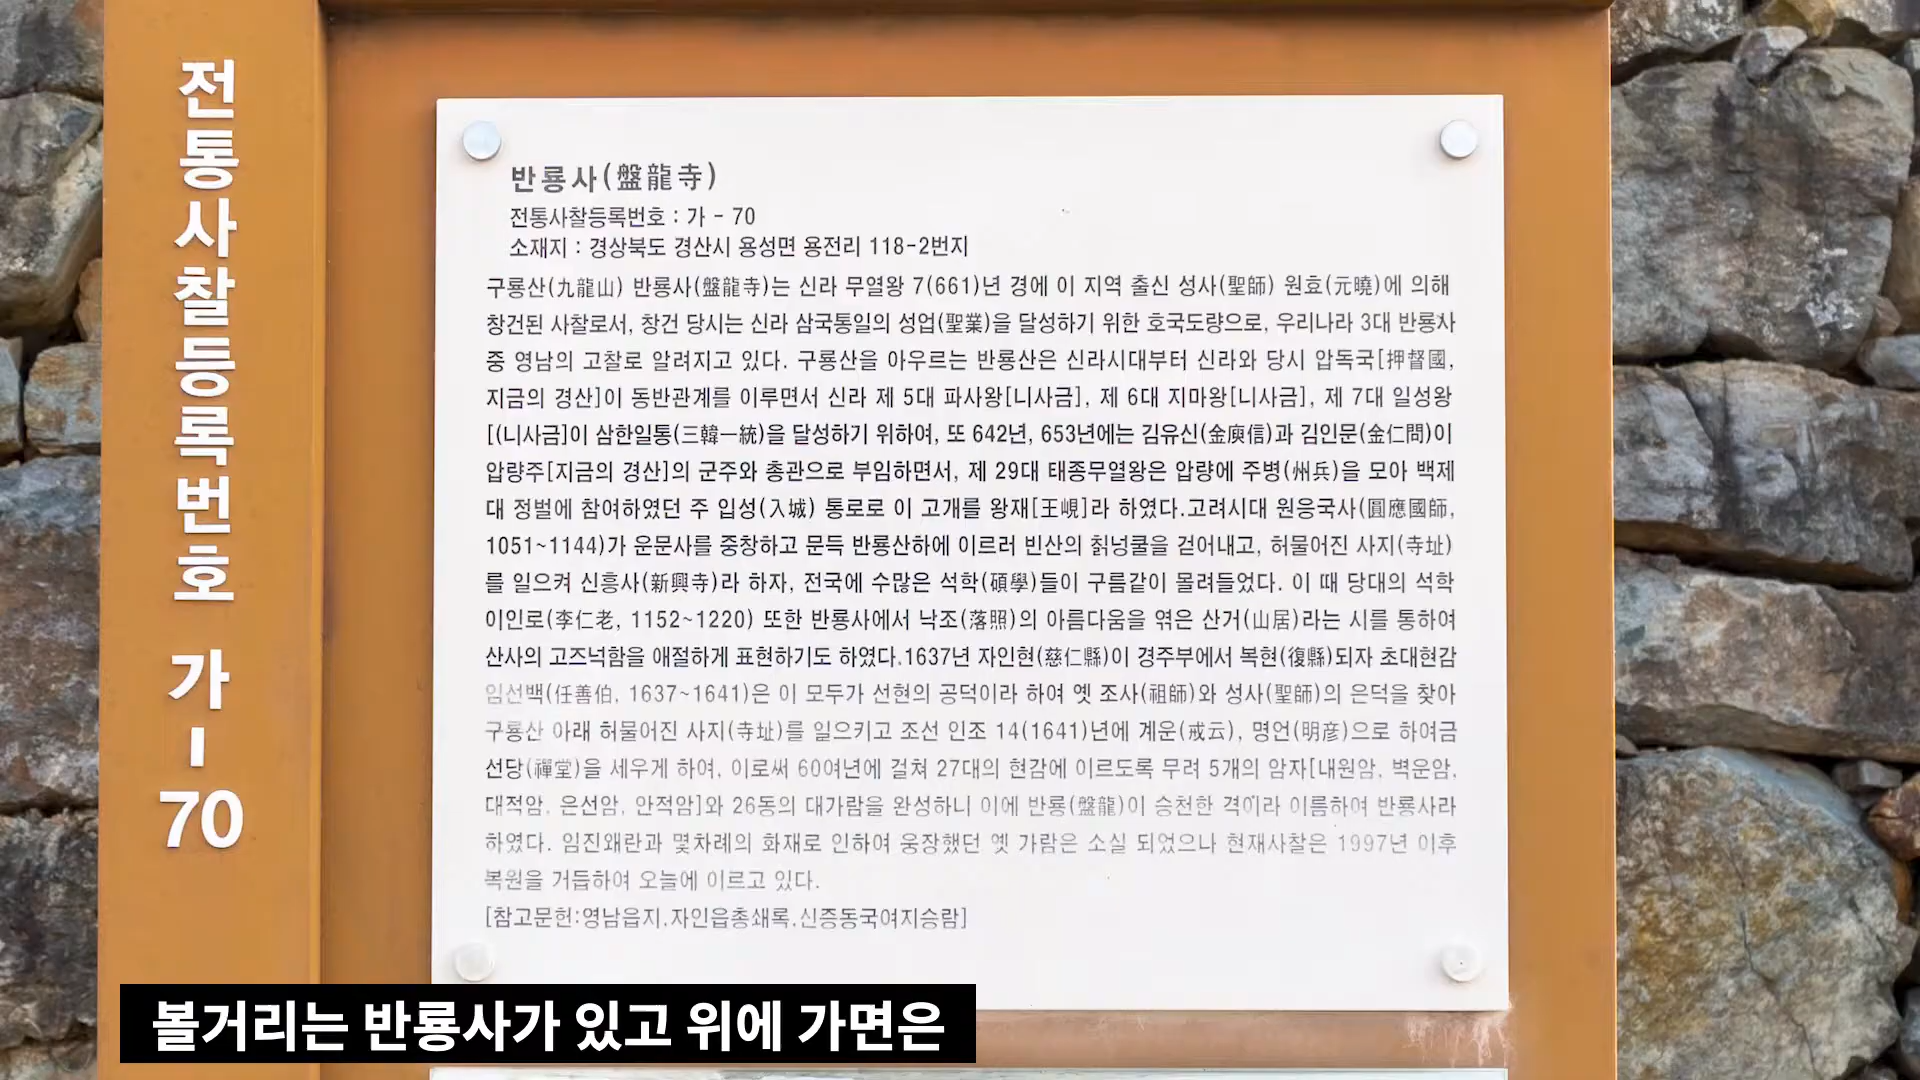 전통사찰등록번호 가-70
반룡사(盤龍寺)
전통사찰등록번호 : 가 - 70
소재지 : 경상북도 경산시 용성면 용전리 118-2번지
구룡산(九龍山) 반룡사(盤龍寺)는 신라 무열왕 7(661)년 경에 이 지역 출신 성사(聖師) 원효(元曉)에 의해
창건된 사찰로서, 창건 당시는 신라 삼국통일의 성업(聖業)을 달성하기 위한 호국도량으로, 우리나라 3대 반룡사
중 영남의 고찰로 알려지고 있다. 구룡산을 아우르는 반룡산은 신라시대부터 신라와 당시 압독국[押督國,
지금의 경산]이 동반관계를 이루면서 신라 제 5대 파사왕[니사금], 제 6대 지마왕[니사금], 제 7대 일성왕
[(니사금]이 삼한일통(三韓一統)을 달성하기 위하여, 또 642년, 653년에는 김유신(金庾信)과 김인문(金仁問)이
압량주[지금의 경산]의 군주와 총관으로 부임하면서, 제 29대 태종무열왕은 압량에 주병(州兵)을 모아 백제
대 정벌에 참여하였던 주 입성(入城) 통로로 이 고개를 왕재[王峴]라 하였다.고려시대 원응국사(圓應國師,
1051~1144)가 운문사를 중창하고 문득 반룡산하에 이르러 빈산의 칡넝쿨을 걷어내고, 허물어진 사지(寺址)
를 일으켜 신흥사(新興寺)라 하자, 전국에 수많은 석학(碩學)들이 구름같이 몰려들었다. 이 때 당대의 석학
이인로(李仁老, 1152~1220) 또한 반룡사에서 낙조(落照)의 아름다움을 엮은 산거(山居)라는 시를 통하여
산사의 고즈넉함을 애절하게 표현하기도 하였다.1637년 자인현(慈仁縣)이 경주부에서 복현(復縣)되자 초대현감
임선백(任善伯, 1637~1641)은 이 모두가 선현의 공덕이라 하여 옛 조사(祖師)와 성사(聖師)의 은덕을 찾아
구룡산 아래 허물어진 사지(寺址)를 일으키고 조선 인조 14(1641)년에 계운(戒云), 명언(明彦)으로 하여금
선당(禪堂)을 세우게 하여, 이로써 60여년에 걸쳐 27대의 현감에 이르도록 무려 5개의 암자[내원암, 벽운암,
대적암, 은선암, 안적암]와 26동의 대가람을 완성하니 이에 반룡(盤龍)이 승천한 격이라 이름하여 반룡사라
하였다. 임진왜란과 몇차례의 화재로 인하여 웅장했던 옛 가람은 소실 되었으나 현재사찰은 1997년 이후
복원을 거듭하여 오늘에 이르고 있다.
[참고문헌:영남읍지.자인읍총쇄록.신증동국여지승람]
볼거리는 반룡사가 있고 위에 가면은